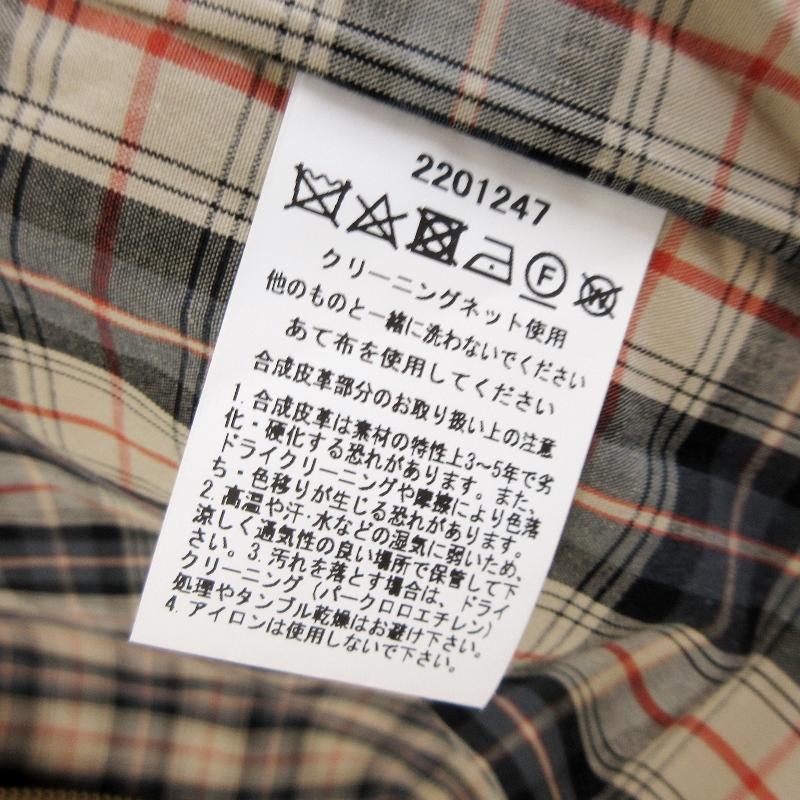 2201247
F
W
クリーニングネット使用
他のものと一緒に洗わないでください
あて布を使用してください
合成皮革部分のお取り扱い上の注意
1. 合成皮革は素材の特性上3~5年で劣
化・硬化する恐れがあります。また、
ドライクリーニングや摩擦により色落
ち・色移りが生じる恐れがあります。
2. 高温や汗・水などの湿気に弱いため、
涼しく通気性の良い場所で保管して下
さい。3. 汚れを落とす場合は、ドライ
クリーニング (パークロロエチレン)
処理やタンブル乾燥はお避け下さい。
4. アイロンは使用しないで下さい。